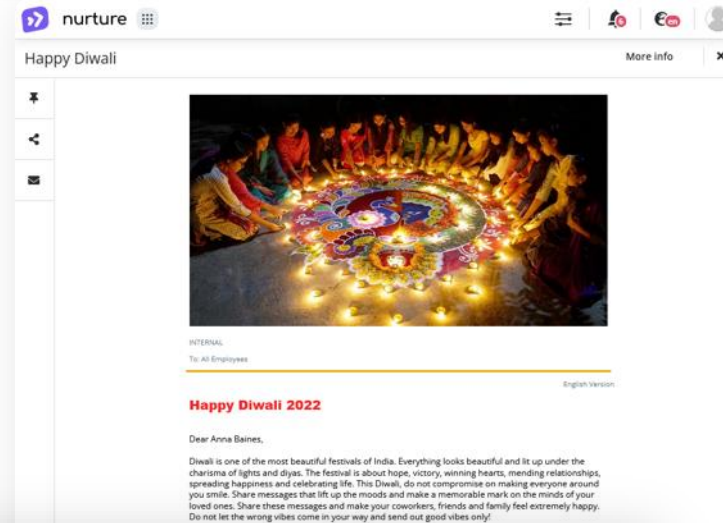 nurture
6
en
Happy Diwali
More info
INTERNAL
To: All Employees
English Version
Happy Diwali 2022
Dear Anna Baines,
Diwali is one of the most beautiful festivals of India. Everything looks beautiful and lit up under the
charisma of lights and diyas. The festival is about hope, victory, winning hearts, mending relationships,
spreading happiness and celebrating life. This Diwali, do not compromise on making everyone around
you smile. Share messages that lift up the moods and make a memorable mark on the minds of your
loved ones. Share these messages and make your coworkers, friends and family feel extremely happy.
Do not let the wrong vibes come in your way and send out good vibes only!